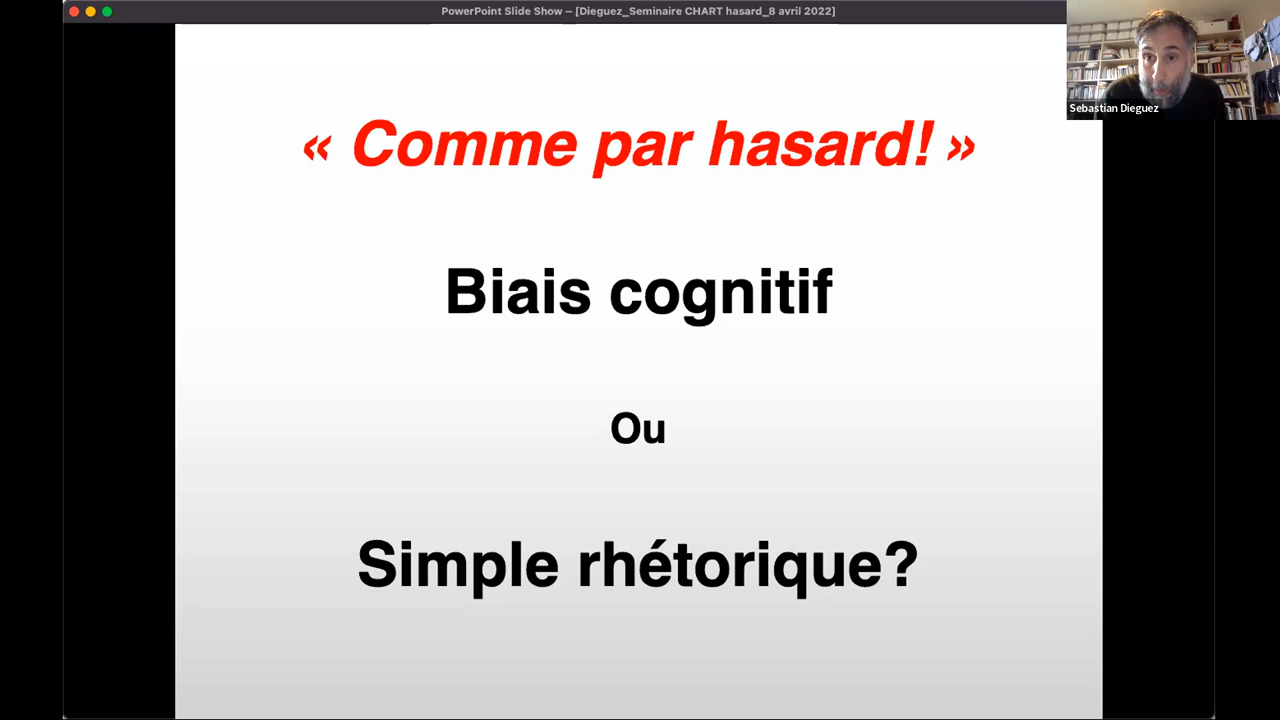 PowerPoint Slide Show – [Dieguez_Seminaire CHART hasard_8 avril 2022]
Sebastian Dieguez
« Comme par hasard! »
Biais cognitif
Ou
Simple rhétorique?